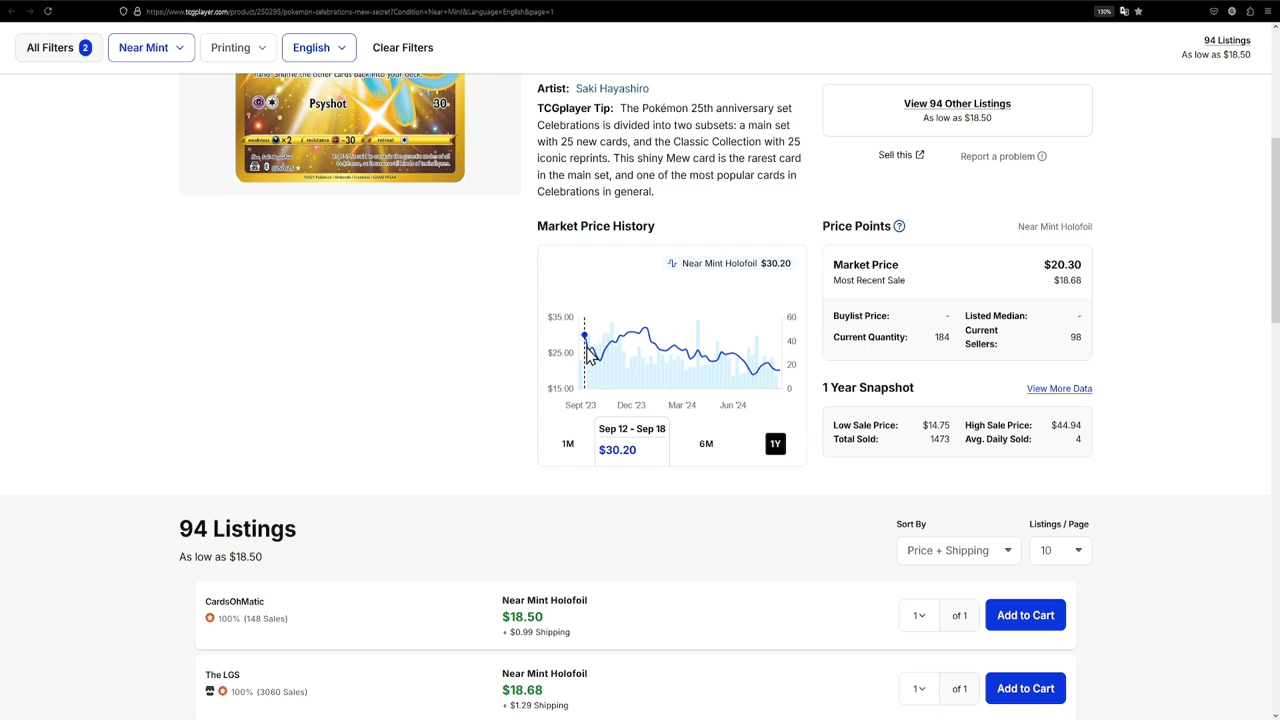 https://www.tcgplayer.com/product/250295/pokemon-celebrations-mew-secret?Condition=Near+Mint&Language=English&page=1
130%
All Filters 2
Near Mint
Printing
English
Clear Filters
94 Listings
As low as $18.50
Psyshot 30
weakness ×2 resistance -30 retreat
025/025
Artist: Saki Hayashiro
TCGplayer Tip: The Pokémon 25th anniversary set
Celebrations is divided into two subsets: a main set
with 25 new cards, and the Classic Collection with 25
iconic reprints. This shiny Mew card is the rarest card
in the main set, and one of the most popular cards in
Celebrations in general.
View 94 Other Listings
As low as $18.50
Sell this
Report a problem
Market Price History
Near Mint Holofoil $30.20
$35.00
$25.00
$15.00
60
40
20
0
Sept '23 Dec '23 Mar '24 Jun '24
1M
Sep 12 - Sep 18
$30.20
6M
1Y
Price Points ?
Near Mint Holofoil
Market Price $20.30
Most Recent Sale $18.68
Buylist Price: -
Listed Median: -
Current Quantity: 184
Current
Sellers: 98
1 Year Snapshot
View More Data
Low Sale Price: $14.75
High Sale Price: $44.94
Total Sold: 1473
Avg. Daily Sold: 4
94 Listings
As low as $18.50
Sort By
Price + Shipping
Listings / Page
10
CardsOhMatic
100% (148 Sales)
Near Mint Holofoil
$18.50
+ $0.99 Shipping
1
of 1
Add to Cart
The LGS
100% (3060 Sales)
Near Mint Holofoil
$18.68
+ $1.29 Shipping
1
of 1
Add to Cart